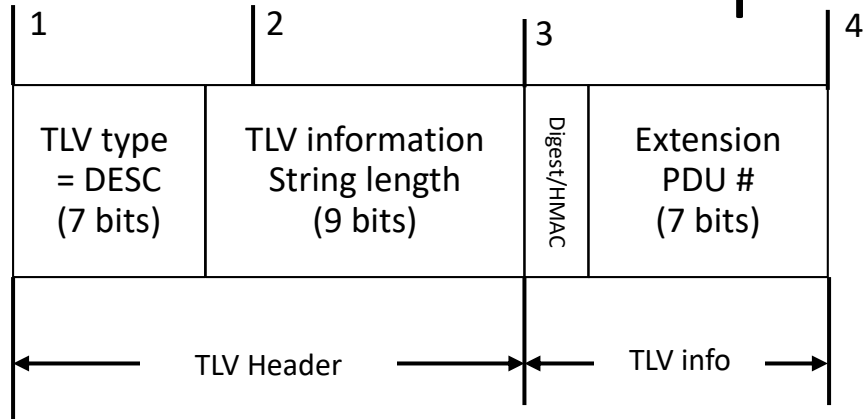 1
2
3
4
TLV type
= DESC
(7 bits)
TLV information
String length
(9 bits)
Digest/HMAC
Extension
PDU #
(7 bits)
TLV Header
TLV info